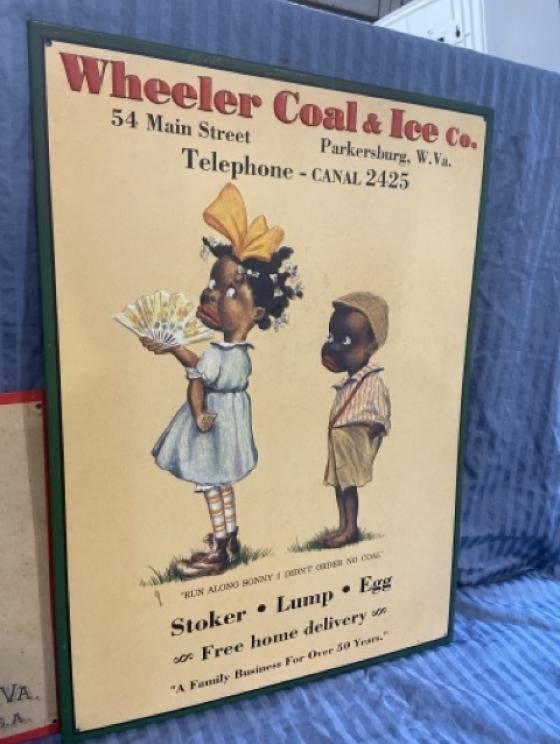 Wheeler Coal & Ice Co.
54 Main Street
Parkersburg, W.Va.
Telephone - CANAL 2425
"RUN ALONG SONNY I DIDN'T ORDER NO COAL"
Stoker • Lump • Egg
Free home delivery
"A Family Business For Over 50 Years."
VA.
S.A.